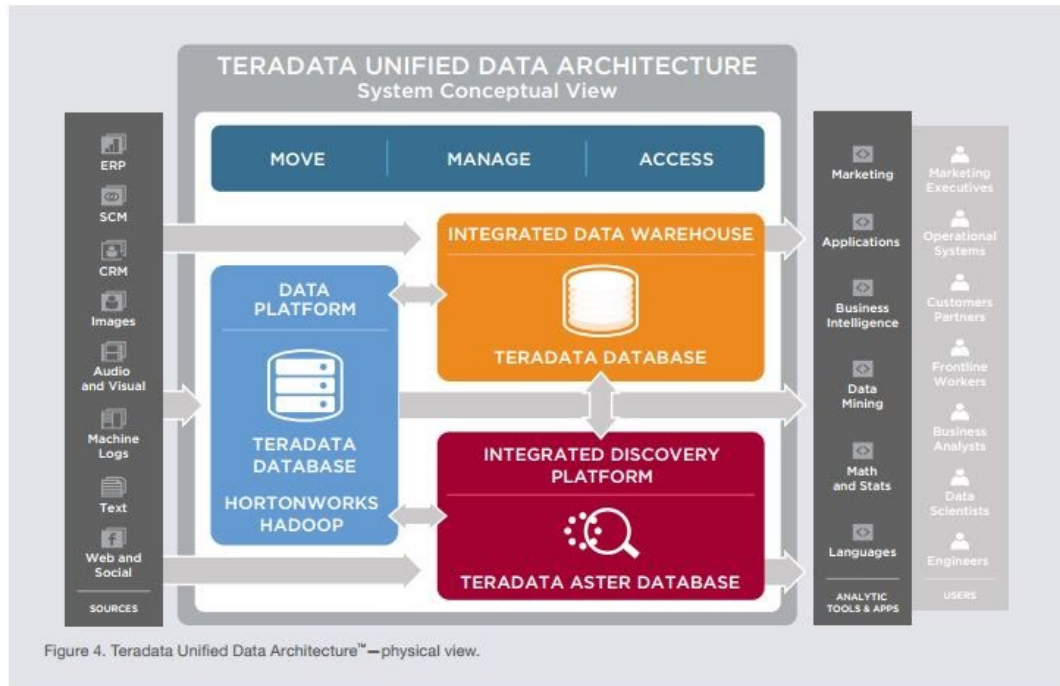 TERADATA UNIFIED DATA ARCHITECTURE
System Conceptual View
ERP
SCM
CRM
Images
Audio
and Visual
Machine
Logs
Text
Web and
Social
SOURCES
MOVE
MANAGE
ACCESS
DATA
PLATFORM
TERADATA
DATABASE
HORTONWORKS
HADOOP
INTEGRATED DATA WAREHOUSE
TERADATA DATABASE
INTEGRATED DISCOVERY
PLATFORM
TERADATA ASTER DATABASE
Marketing
Applications
Business
Intelligence
Data
Mining
Math
and Stats
Languages
ANALYTIC
TOOLS & APPS
Marketing
Executives
Operational
Systems
Customers
Partners
Frontline
Workers
Business
Analysts
Data
Scientists
Engineers
USERS
Figure 4. Teradata Unified Data Architecture™—physical view.